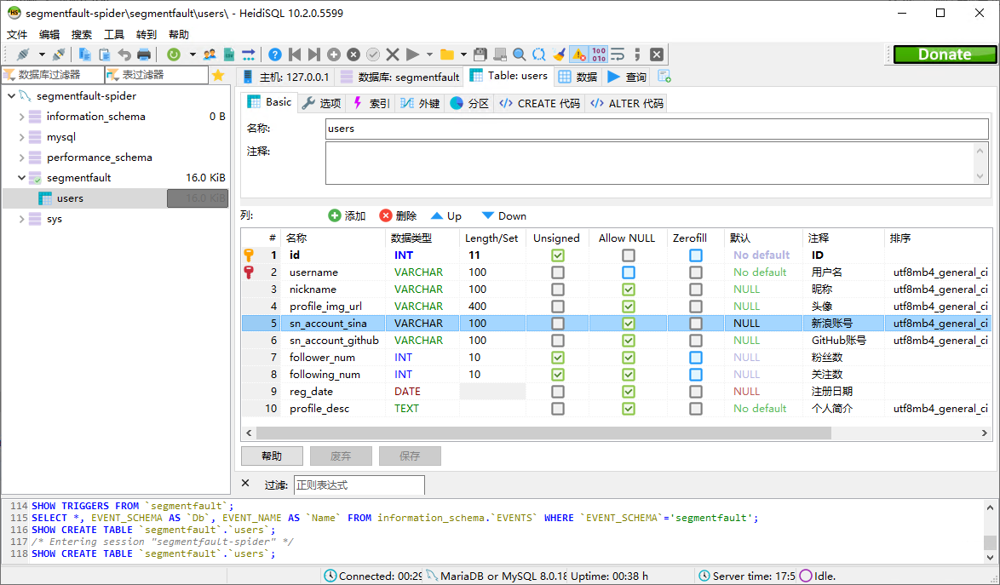 segmentfault-spider\segmentfault\users\ - HeidiSQL 10.2.0.5599
文件 编辑 搜索 工具 转到 帮助
Donate
数据库过滤器 表过滤器
主机: 127.0.0.1 数据库: segmentfault Table: users 数据 查询
segmentfault-spider
information_schema 0 B
mysql
performance_schema
segmentfault 16.0 KiB
users 16.0 KiB
sys
Basic 选项 索引 外键 分区 CREATE 代码 ALTER 代码
名称: users
注释:
列: 添加 删除 Up Down
# 名称 数据类型 Length/Set Unsigned Allow NULL Zerofill 默认 注释 排序
1 id INT 11 No default ID
2 username VARCHAR 100 No default 用户名 utf8mb4_general_ci
3 nickname VARCHAR 100 NULL 昵称 utf8mb4_general_ci
4 profile_img_url VARCHAR 400 NULL 头像 utf8mb4_general_ci
5 sn_account_sina VARCHAR 100 NULL 新浪账号 utf8mb4_general_ci
6 sn_account_github VARCHAR 100 NULL GitHub账号 utf8mb4_general_ci
7 follower_num INT 10 NULL 粉丝数
8 following_num INT 10 NULL 关注数
9 reg_date DATE NULL 注册日期
10 profile_desc TEXT No default 个人简介 utf8mb4_general_ci
帮助 废弃 保存
过滤: 正则表达式
114 SHOW TRIGGERS FROM `segmentfault`;
115 SELECT *, EVENT_SCHEMA AS `Db`, EVENT_NAME AS `Name` FROM information_schema.`EVENTS` WHERE `EVENT_SCHEMA`='segmentfault';
116 SHOW CREATE TABLE `segmentfault`.`users`;
117 /* Entering session "segmentfault-spider" */
118 SHOW CREATE TABLE `segmentfault`.`users`;
Connected: 00:29 MariaDB or MySQL 8.0.18 Uptime: 00:38 h Server time: 17:5 Idle.